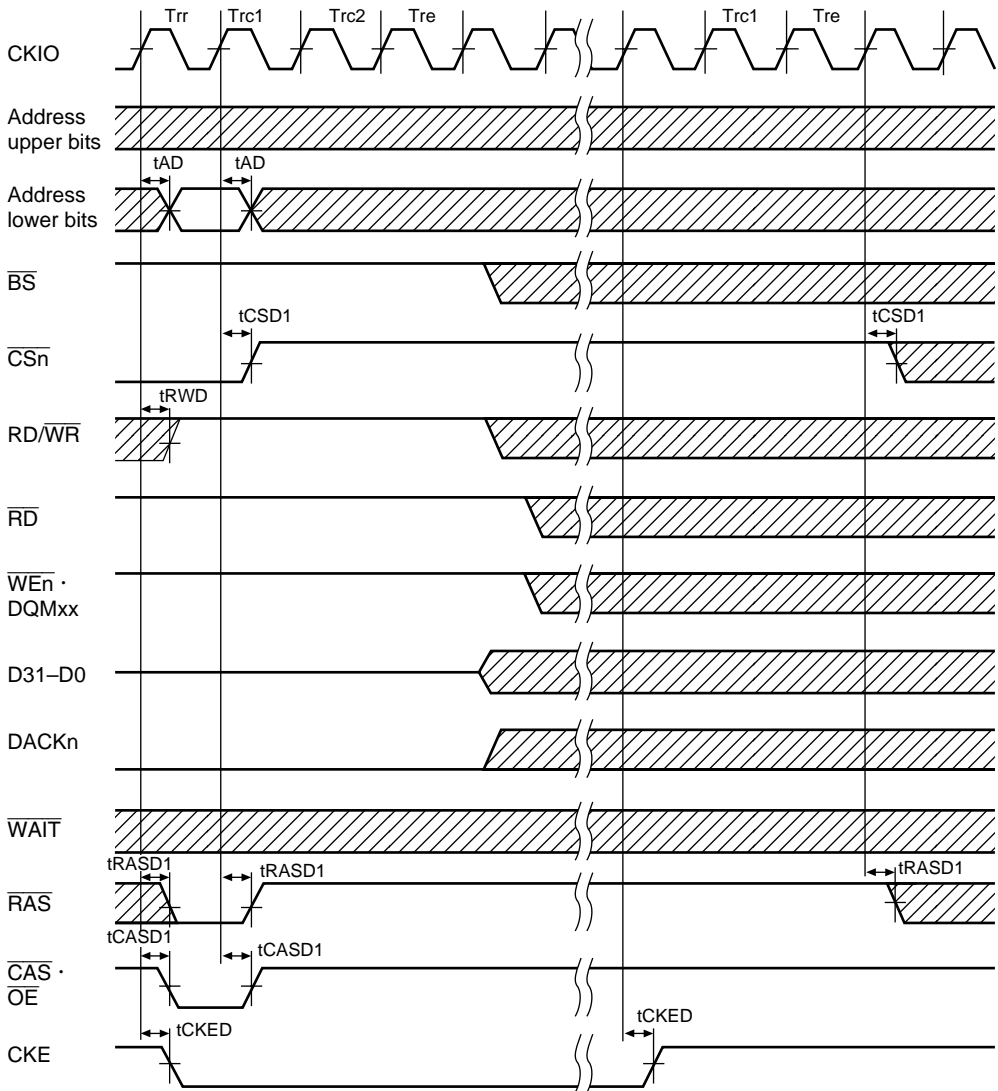 Trr Trc1 Trc2 Tre Trc1 Tre
CKIO
Address
upper bits
tAD tAD
Address
lower bits
BS
tCSD1 tCSD1
CSn
tRWD
RD/WR
RD
WEn ·
DQMxx
D31–D0
DACKn
WAIT
tRASD1 tRASD1 tRASD1
RAS
tCASD1 tCASD1
CAS ·
OE
tCKED tCKED
CKE